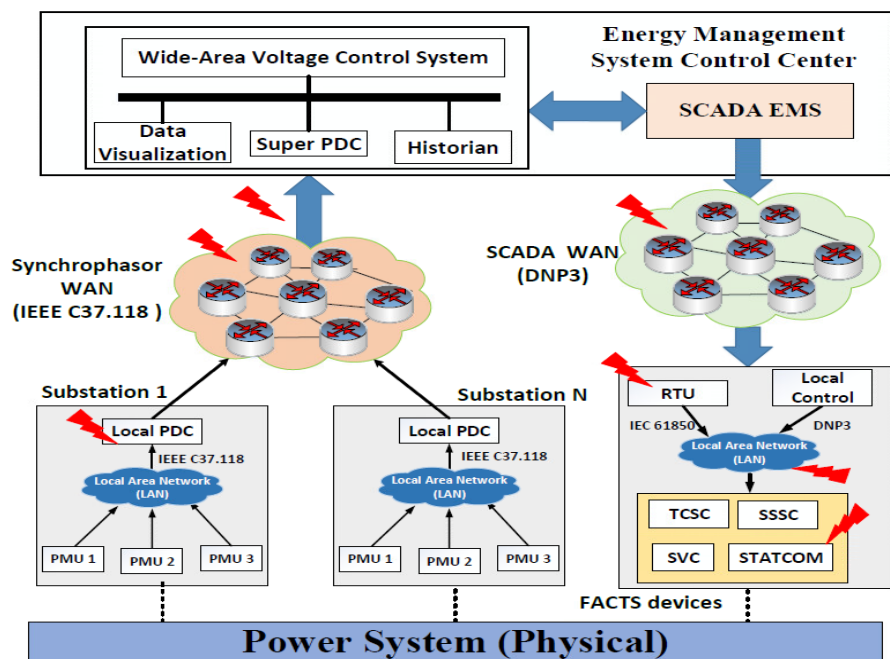 Energy Management
System Control Center
Wide-Area Voltage Control System
Data
Visualization
Super PDC
Historian
SCADA EMS
Synchrophasor
WAN
(IEEE C37.118 )
SCADA WAN
(DNP3)
Substation 1
Local PDC
IEEE C37.118
Local Area Network
(LAN)
PMU 1
PMU 2
PMU 3
Substation N
Local PDC
IEEE C37.118
Local Area Network
(LAN)
PMU 1
PMU 2
PMU 3
RTU
Local
Control
IEC 61850
DNP3
Local Area Network
(LAN)
TCSC
SSSC
SVC
STATCOM
FACTS devices
Power System (Physical)